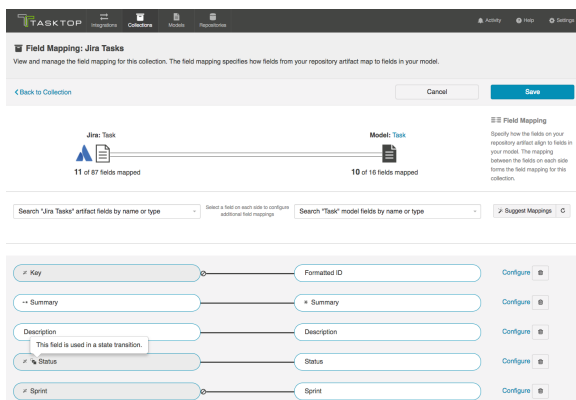 TASKTOP
Integrations
Collections
Models
Repositories
Activity
Help
Settings
Field Mapping: Jira Tasks
View and manage the field mapping for this collection. The field mapping specifies how fields from your repository artifact map to fields in your model.
Back to Collection
Cancel
Save
Field Mapping
Specify how the fields on your
repository artifact align to fields in
your model. The mapping
between the fields on each side
forms the field mapping for this
collection.
Jira: Task
Model: Task
11 of 87 fields mapped
10 of 16 fields mapped
Search "Jira Tasks" artifact fields by name or type
Select a field on each side to configure
additional field mappings
Search "Task" model fields by name or type
Suggest Mappings
Key
Formatted ID
Configure
Summary
* Summary
Configure
Description
Description
Configure
This field is used in a state transition.
Status
Status
Configure
Sprint
Sprint
Configure